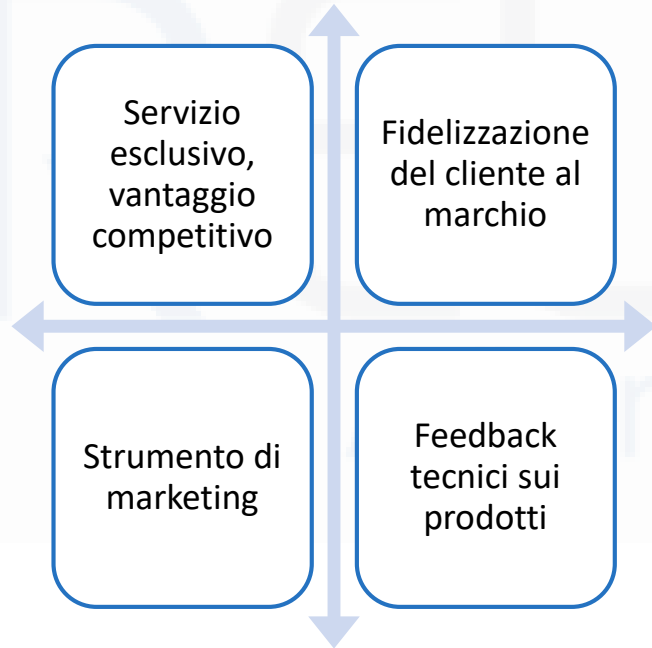 Servizio
esclusivo,
vantaggio
competitivo
Fidelizzazione
del cliente al
marchio
Strumento di
marketing
Feedback
tecnici sui
prodotti